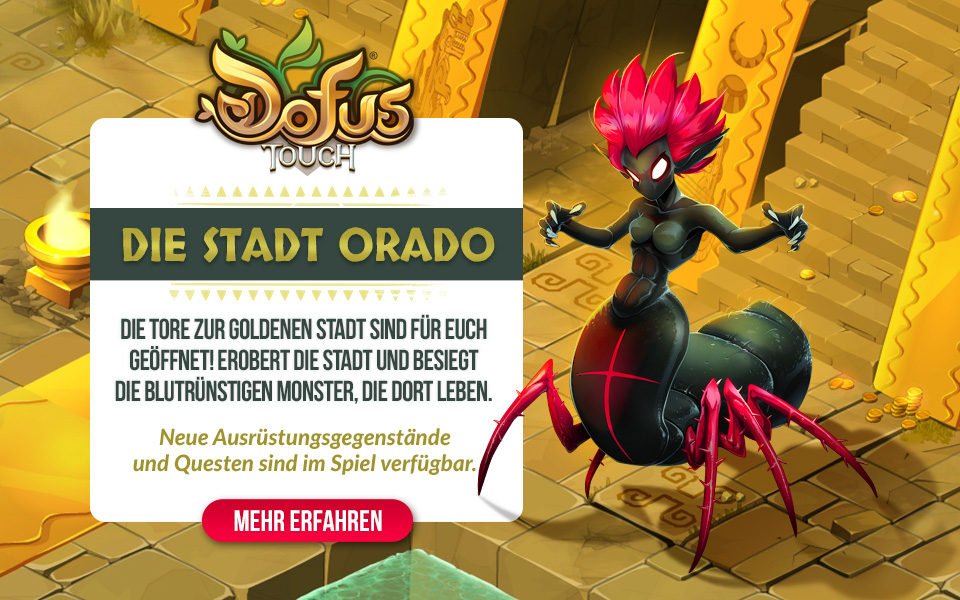 Dofus®
TOUCH
DIE STADT ORADO
DIE TORE ZUR GOLDENEN STADT SIND FÜR EUCH
GEÖFFNET! EROBERT DIE STADT UND BESIEGT
DIE BLUTRÜNSTIGEN MONSTER, DIE DORT LEBEN.
Neue Ausrüstungsgegenstände
und Questen sind im Spiel verfügbar.
MEHR ERFAHREN